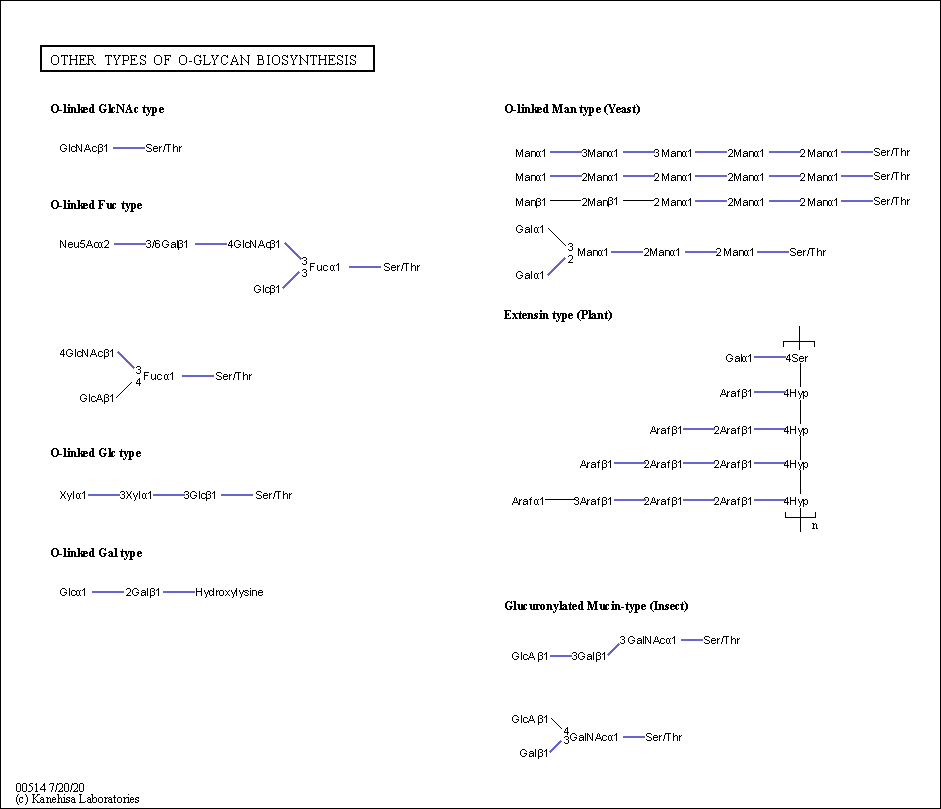 OTHER TYPES OF O-GLYCAN BIOSYNTHESIS
O-linked GlcNAc type
GlcNAcβ1 Ser/Thr
O-linked Fuc type
Neu5Acα2 3/6Galβ1 4GlcNAcβ1
3
Fucα1 Ser/Thr
3
Glcβ1
4GlcNAcβ1
3
Fucα1 Ser/Thr
4
GlcAβ1
O-linked Glc type
Xylα1 3Xylα1 3Glcβ1 Ser/Thr
O-linked Gal type
Glcα1 2Galβ1 Hydroxylysine
O-linked Man type (Yeast)
Manα1 3Manα1 3Manα1 2Manα1 2Manα1 Ser/Thr
Manα1 2Manα1 2Manα1 2Manα1 2Manα1 Ser/Thr
Manβ1 2Manβ1 2Manα1 2Manα1 2Manα1 Ser/Thr
Galα1
3
Manα1 2Manα1 2Manα1 Ser/Thr
2
Galα1
Extensin type (Plant)
Galα1 4Ser
Arafβ1 4Hyp
Arafβ1 2Arafβ1 4Hyp
Arafβ1 2Arafβ1 2Arafβ1 4Hyp
Arafα1 3Arafβ1 2Arafβ1 2Arafβ1 4Hyp
n
Glucuronylated Mucin-type (Insect)
3GalNAcα1 Ser/Thr
GlcAβ1 3Galβ1
GlcAβ1
4
GalNAcα1 Ser/Thr
3
Galβ1
00514 7/20/20
(c) Kanehisa Laboratories